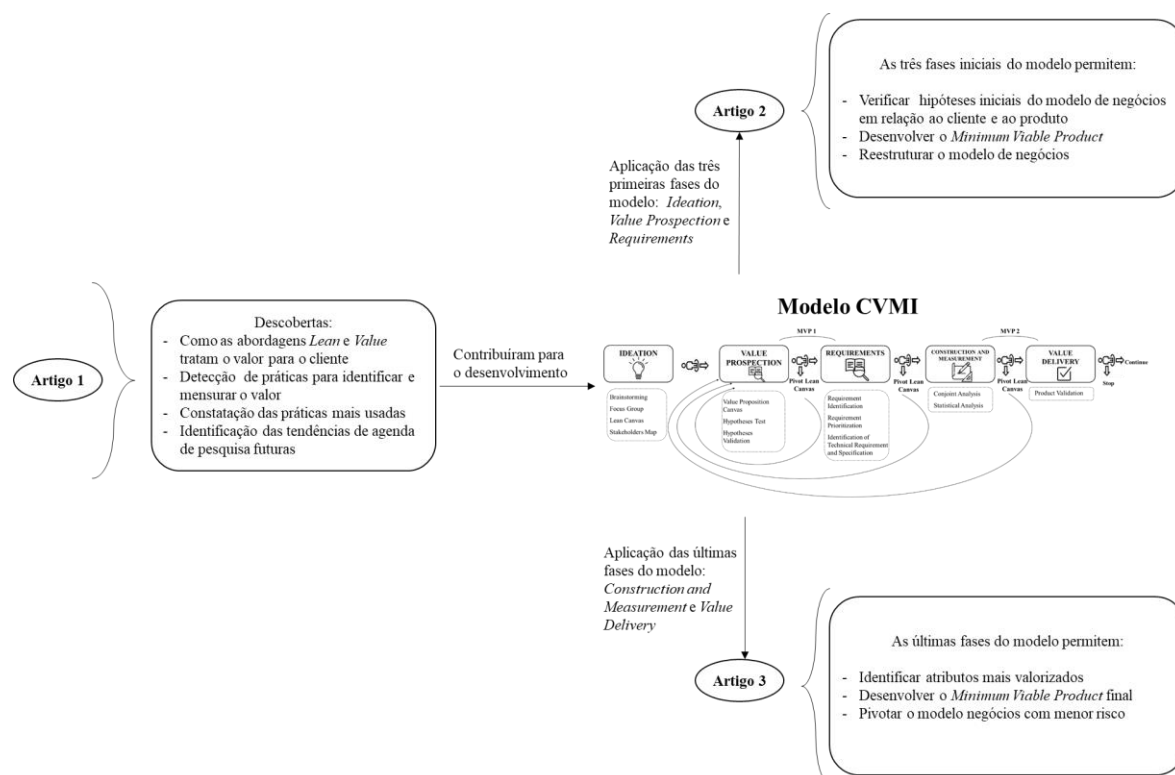 As três fases iniciais do modelo permitem:
- Verificar hipóteses iniciais do modelo de negócios
em relação ao cliente e ao produto
- Desenvolver o Minimum Viable Product
- Reestruturar o modelo de negócios
Artigo 2
Aplicação das três
primeiras fases do
modelo: Ideation,
Value Prospection e
Requirements
Artigo 1
Descobertas:
- Como as abordagens Lean e Value
tratam o valor para o cliente
- Detecção de práticas para identificar e
mensurar o valor
- Constatação das práticas mais usadas
- Identificação das tendências de agenda
de pesquisa futuras
Contribuíram para
o desenvolvimento
Modelo CVMI
MVP 1
MVP 2
IDEATION
Brainstorming
Focus Group
Lean Canvas
Stakeholders Map
VALUE
PROSPECTION
Value Proposition
Canvas
Hypotheses Test
Hypotheses
Validation
Pivot Lean
Canvas
REQUIREMENTS
Requirement
Identification
Requirement
Prioritization
Identification of
Technical Requirement
and Specification
Pivot Lean
Canvas
CONSTRUCTION AND
MEASUREMENT
Conjoint Analysis
Statistical Analysis
Pivot Lean
Canvas
VALUE
DELIVERY
Product Validation
Continue
Stop
Aplicação das últimas
fases do modelo:
Construction and
Measurement e Value
Delivery
Artigo 3
As últimas fases do modelo permitem:
- Identificar atributos mais valorizados
- Desenvolver o Minimum Viable Product final
- Pivotar o modelo negócios com menor risco